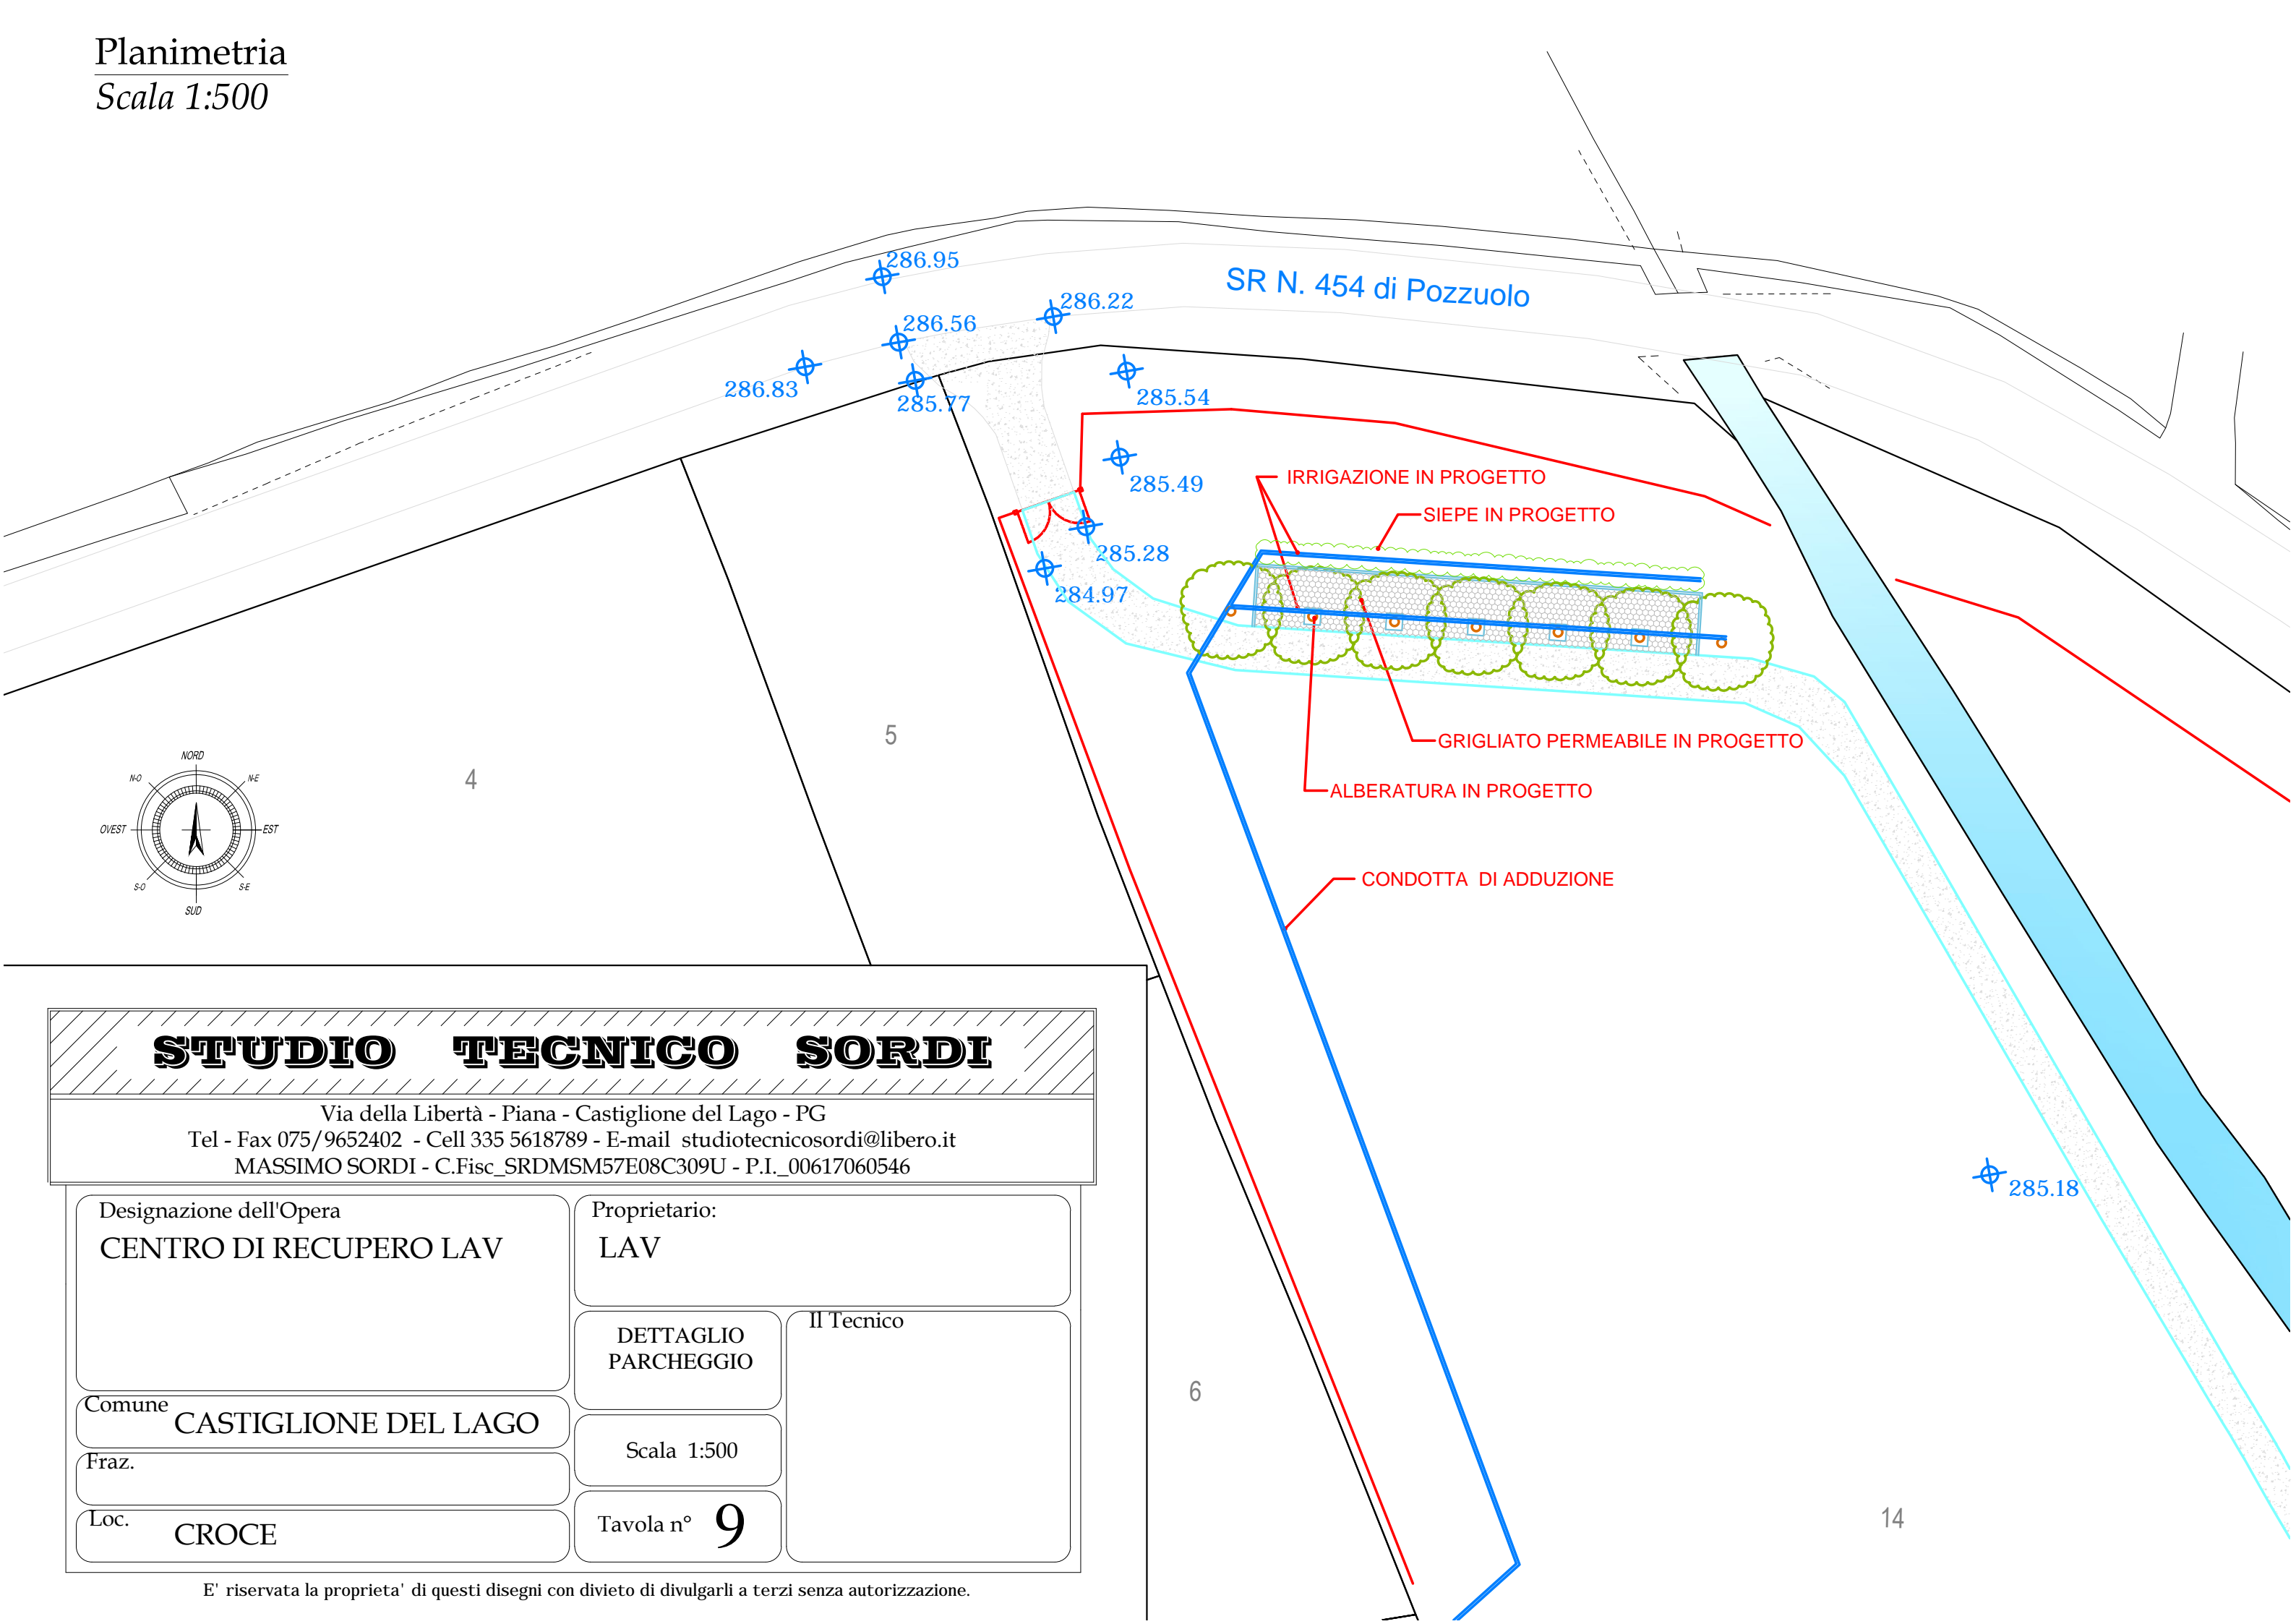 Planimetria
Scala 1:500
286.95
286.22
SR N. 454 di Pozzuolo
286.56
286.83
285.77
285.54
285.49
IRRIGAZIONE IN PROGETTO
SIEPE IN PROGETTO
285.28
284.97
5
4
GRIGLIATO PERMEABILE IN PROGETTO
ALBERATURA IN PROGETTO
CONDOTTA DI ADDUZIONE
NORD
N-O
N-E
OVEST
EST
S-O
S-E
SUD
285.18
6
14
STUDIO TECNICO SORDI
Via della Libertà - Piana - Castiglione del Lago - PG
Tel - Fax 075/9652402 - Cell 335 5618789 - E-mail studiotecnicosordi@libero.it
MASSIMO SORDI - C.Fisc_SRDMSM57E08C309U - P.I._00617060546
Designazione dell'Opera
CENTRO DI RECUPERO LAV
Proprietario:
LAV
DETTAGLIO
PARCHEGGIO
Il Tecnico
Comune
CASTIGLIONE DEL LAGO
Scala 1:500
Fraz.
Loc.
CROCE
Tavola n° 9
E' riservata la proprieta' di questi disegni con divieto di divulgarli a terzi senza autorizzazione.